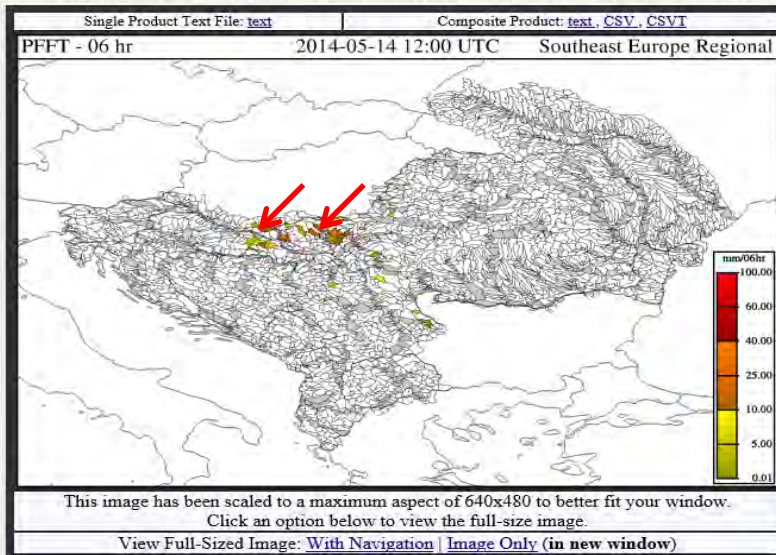 Single Product Text File: text
Composite Product: text , CSV , CSVT
PFFT - 06 hr 2014-05-14 12:00 UTC Southeast Europe Regional
mm/06hr
100.00
60.00
40.00
25.00
10.00
5.00
0.01
This image has been scaled to a maximum aspect of 640x480 to better fit your window.
Click an option below to view the full-size image.
View Full-Sized Image: With Navigation | Image Only (in new window)